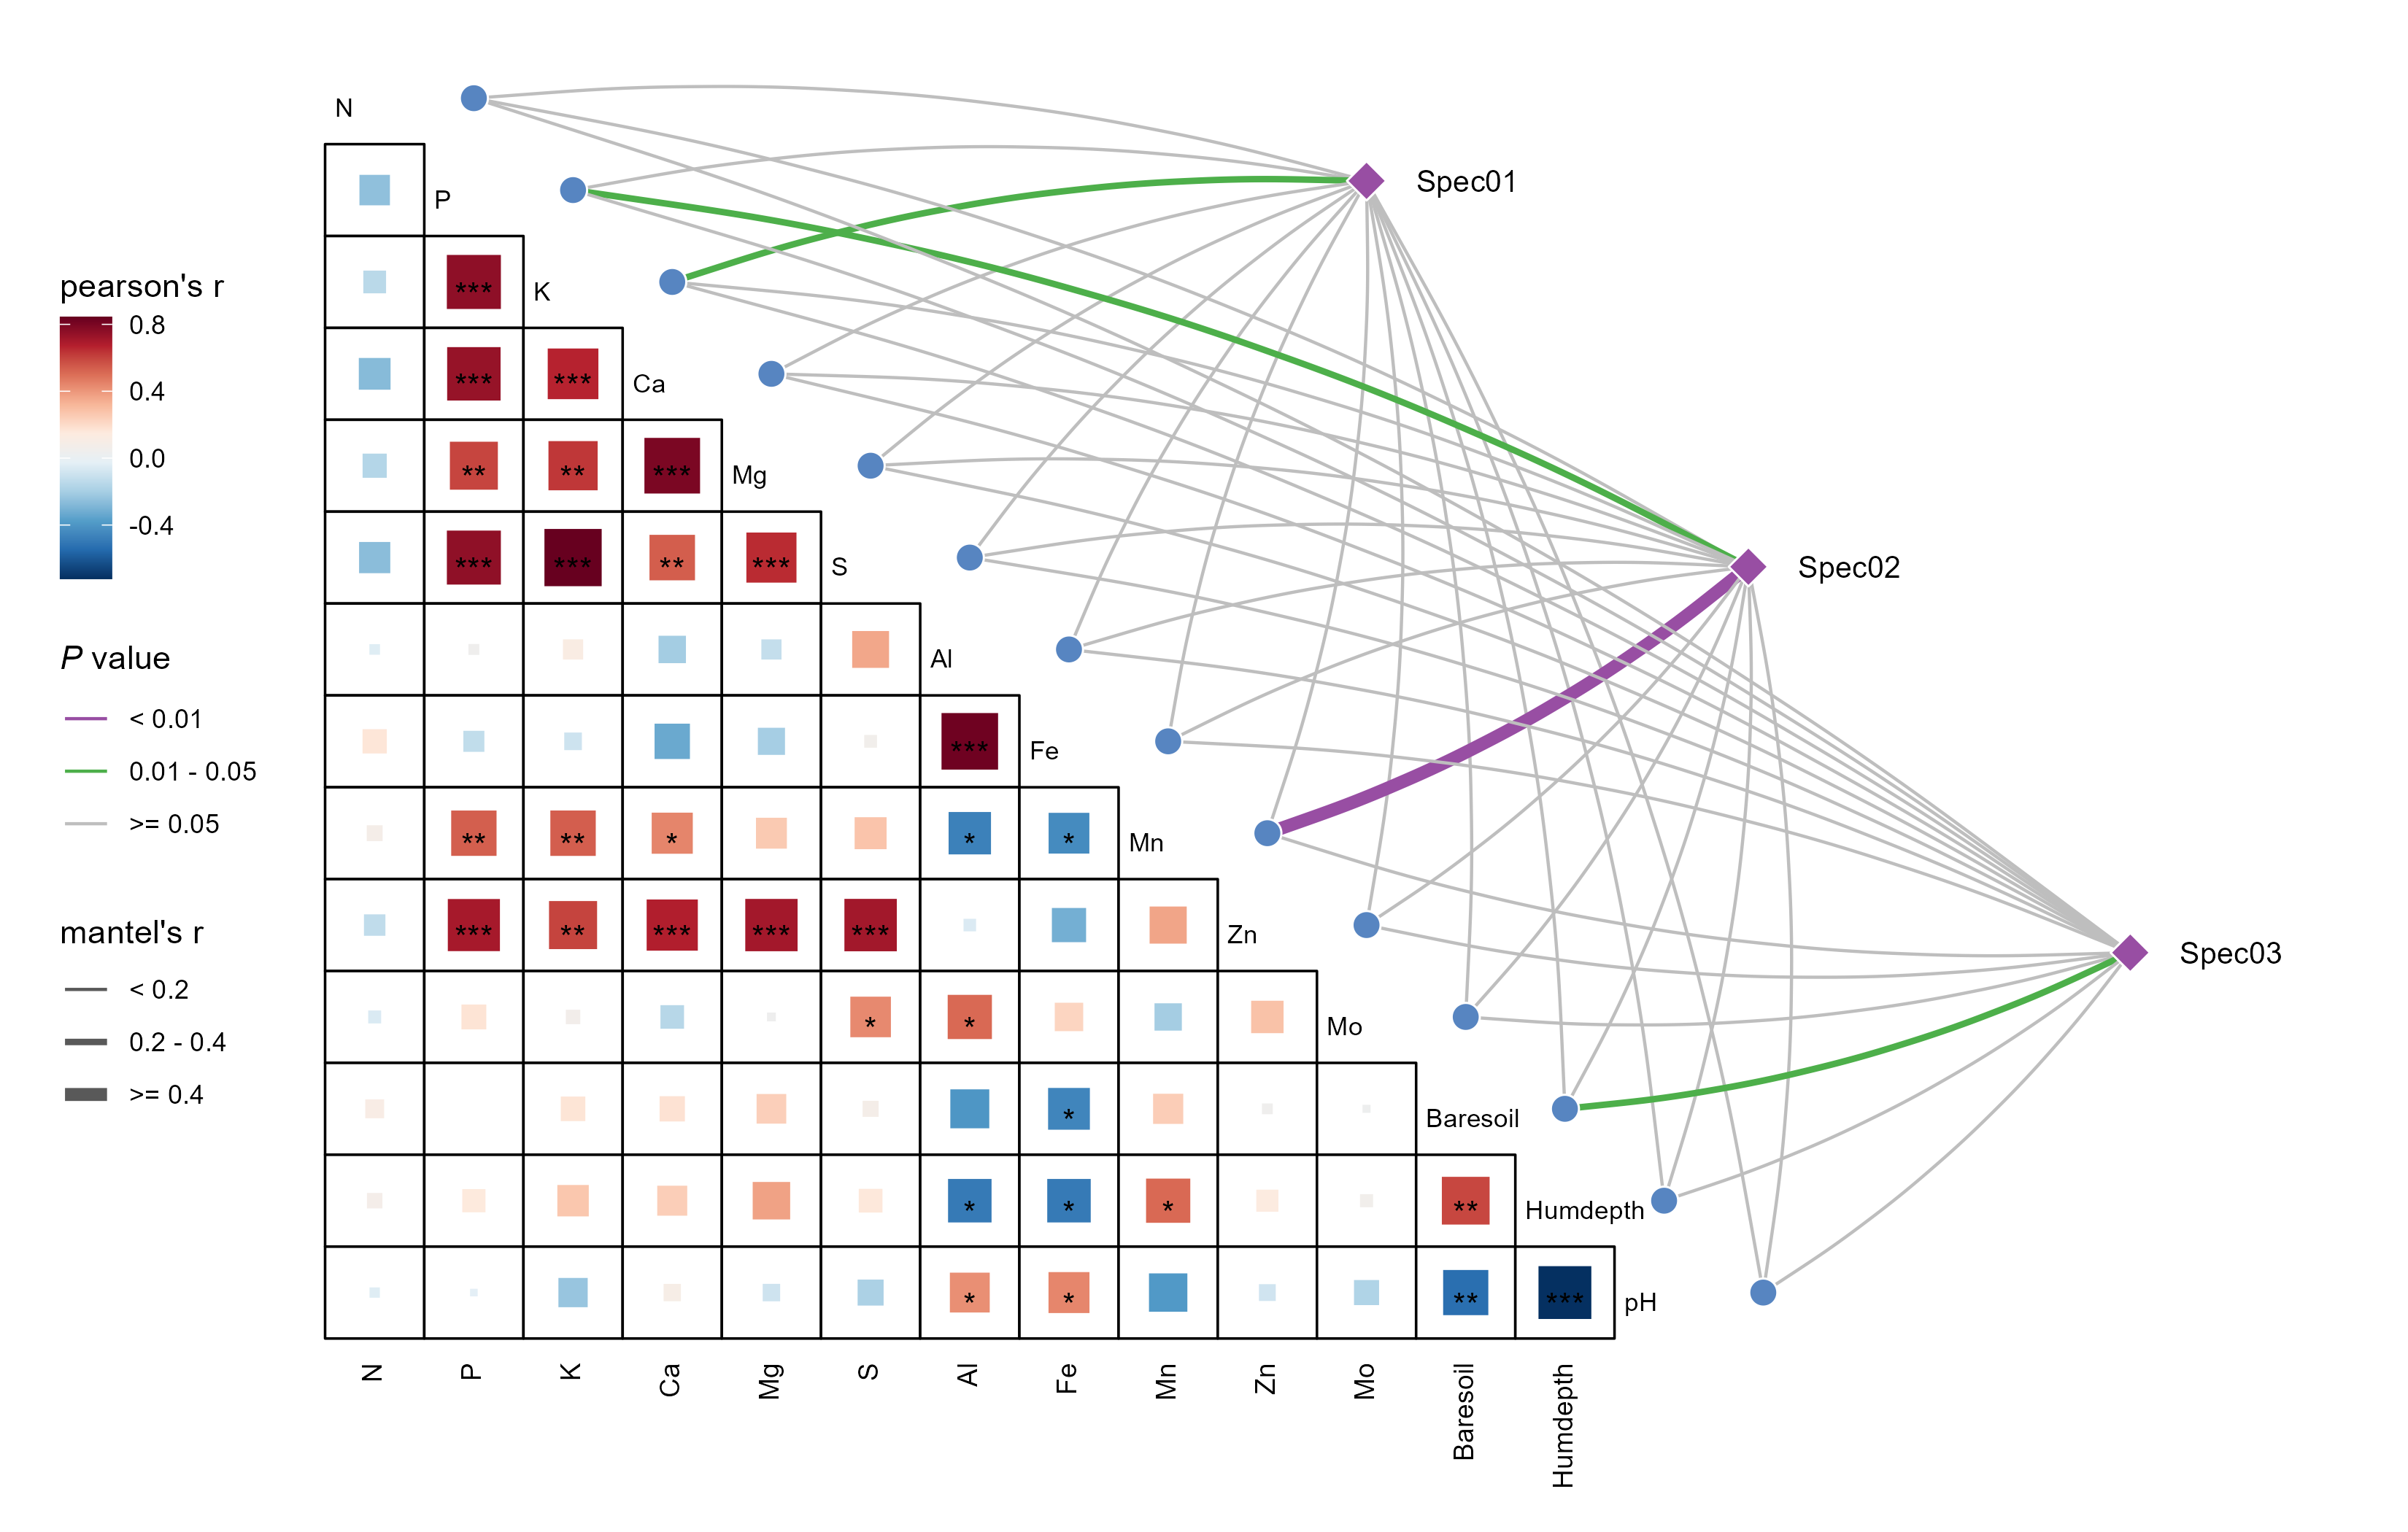 N
Spec01
P
pearson's r
K
0.8
0.4
0.0
-0.4
***
*** *** Ca
** ** *** Mg
*** *** ** *** S
Spec02
P value
< 0.01
0.01 - 0.05
>= 0.05
Al
*** Fe
** ** * * * Mn
*** ** *** *** *** Zn
Spec03
mantel's r
< 0.2
0.2 - 0.4
>= 0.4
* * Mo
* Baresoil
* * * ** Humdepth
* * ** *** pH
N P K Ca Mg S Al Fe Mn Zn Mo Baresoil Humdepth